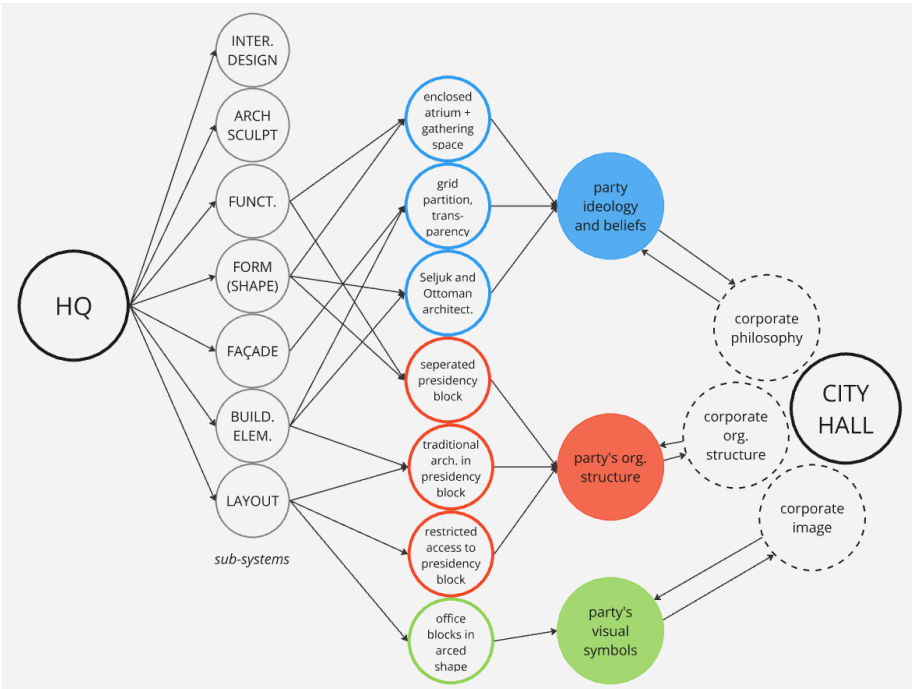 HQ
INTER.
DESIGN
ARCH
SCULPT
FUNCT.
FORM
(SHAPE)
FAÇADE
BUILD.
ELEM.
LAYOUT
sub-systems
enclosed
atrium +
gathering
space
grid
partition,
trans-
parency
Seljuk and
Ottoman
architect.
seperated
presidency
block
traditional
arch. in
presidency
block
restricted
access to
presidency
block
office
blocks in
arced
shape
party
ideology
and beliefs
party's org.
structure
party's
visual
symbols
corporate
philosophy
corporate
org.
structure
corporate
image
CITY
HALL